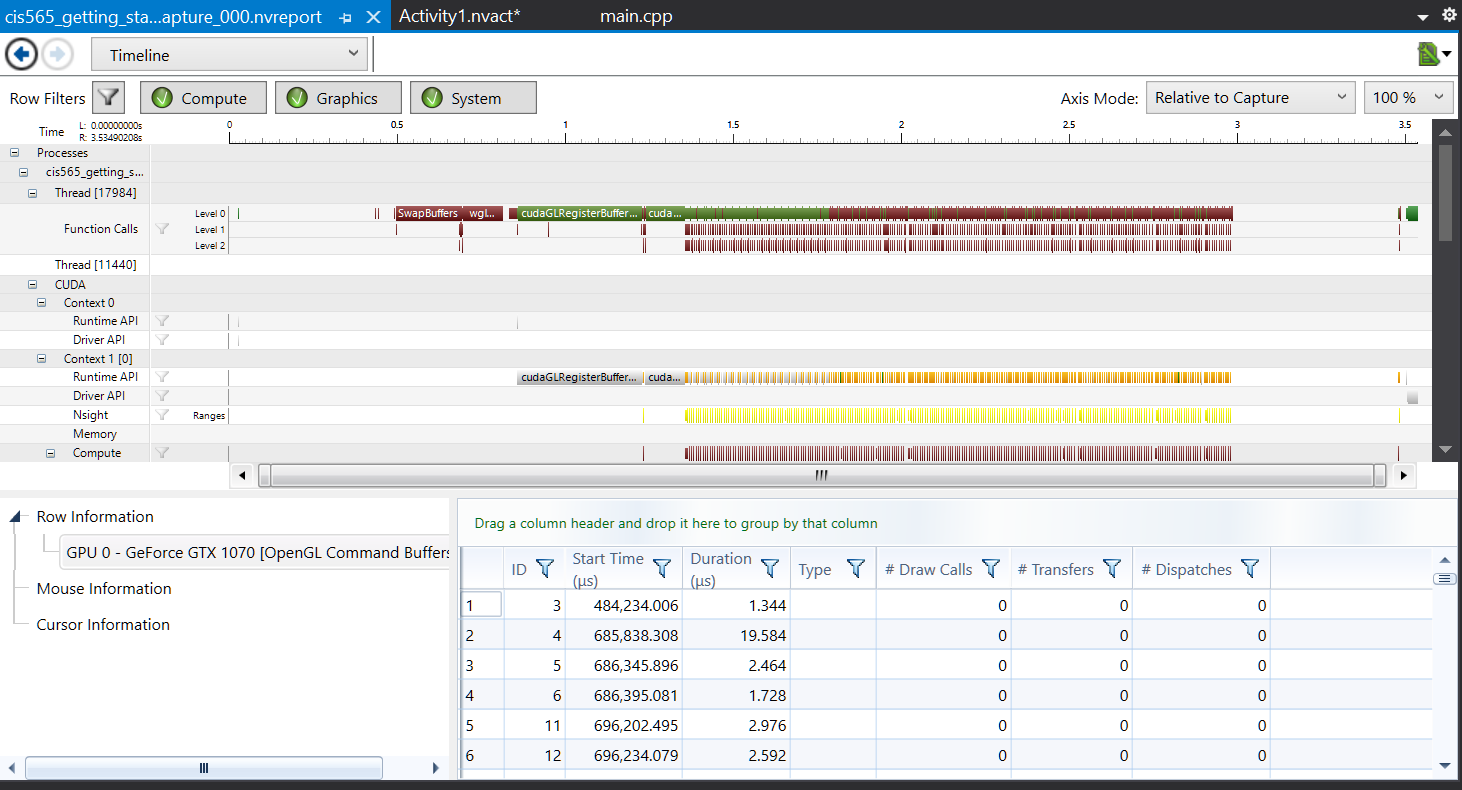 cis565_getting_sta...apture_000.nvreport Activity1.nvact* main.cpp
Timeline
Row Filters Compute Graphics System Axis Mode: Relative to Capture 100 %
Time L: 0.00000000s R: 3.53490208s 0 0.5 1 1.5 2 2.5 3 3.5
Processes
cis565_getting_s...
Thread [17984]
Function Calls
Level 0 SwapBuffers wgl... cudaGLRegisterBuffer... cuda...
Level 1
Level 2
Thread [11440]
CUDA
Context 0
Runtime API
Driver API
Context 1 [0]
Runtime API cudaGLRegisterBuffer... cuda...
Driver API
Nsight Ranges
Memory
Compute
Row Information
GPU 0 - GeForce GTX 1070 [OpenGL Command Buffers
Mouse Information
Cursor Information
Drag a column header and drop it here to group by that column
ID Start Time (µs) Duration (µs) Type # Draw Calls # Transfers # Dispatches
1 3 484,234.006 1.344 0 0 0
2 4 685,838.308 19.584 0 0 0
3 5 686,345.896 2.464 0 0 0
4 6 686,395.081 1.728 0 0 0
5 11 696,202.495 2.976 0 0 0
6 12 696,234.079 2.592 0 0 0